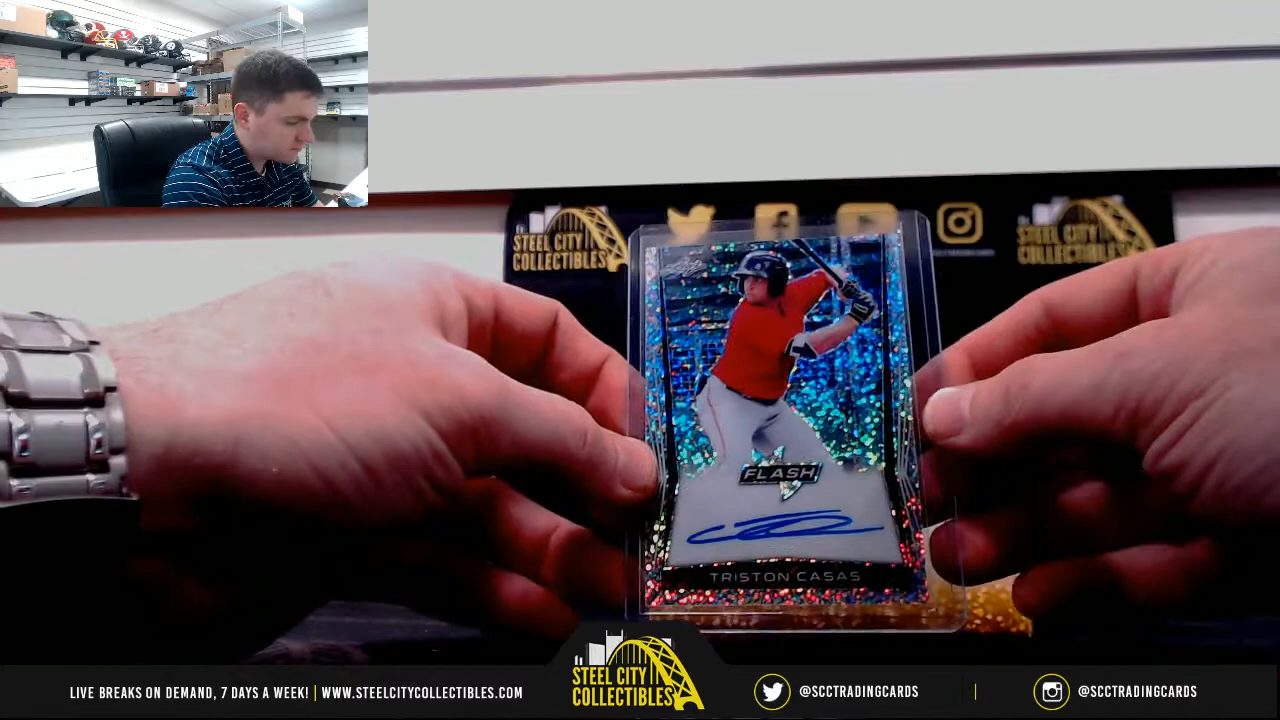 STEEL CITY
COLLECTIBLES
STEEL CITY
COLLECTIBLES
Leaf
FLASH
TRISTON CASAS
LIVE BREAKS ON DEMAND, 7 DAYS A WEEK! | WWW.STEELCITYCOLLECTIBLES.COM
STEEL CITY
COLLECTIBLES
@SCCTRADINGCARDS
@SCCTRADINGCARDS